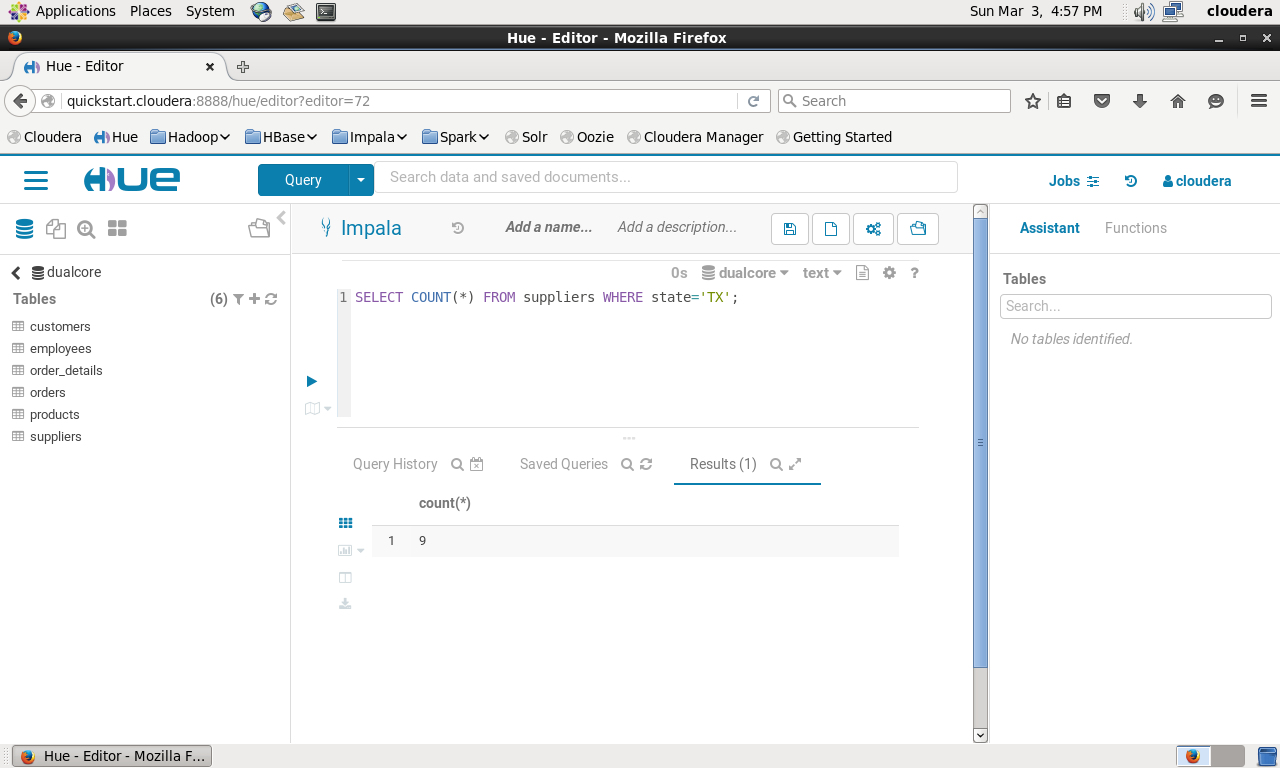 Applications Places System Sun Mar 3, 4:57 PM cloudera
Hue - Editor - Mozilla Firefox
Hue - Editor
quickstart.cloudera:8888/hue/editor?editor=72 Search
Cloudera Hue Hadoop HBase Impala Spark Solr Oozie Cloudera Manager Getting Started
HUE Query Search data and saved documents... Jobs cloudera
Impala Add a name... Add a description... Assistant Functions
dualcore 0s dualcore text ?
Tables (6) Tables
1 SELECT COUNT(*) FROM suppliers WHERE state='TX';
Search...
customers
No tables identified.
employees
order_details
orders
products
suppliers
Query History Saved Queries Results (1)
count(*)
1 9
Hue - Editor - Mozilla F...